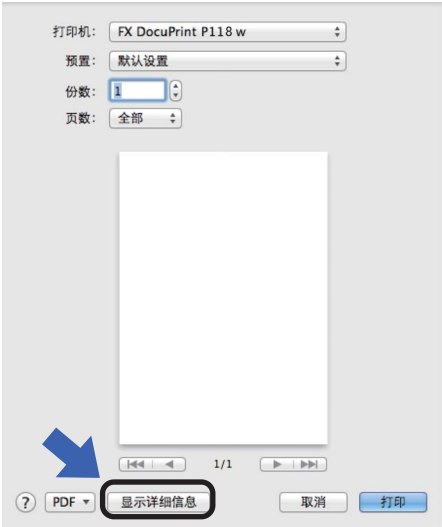 打印机: FX DocuPrint P118 w
预置: 默认设置
份数: 1
页数: 全部
1/1
? PDF 显示详细信息 取消 打印